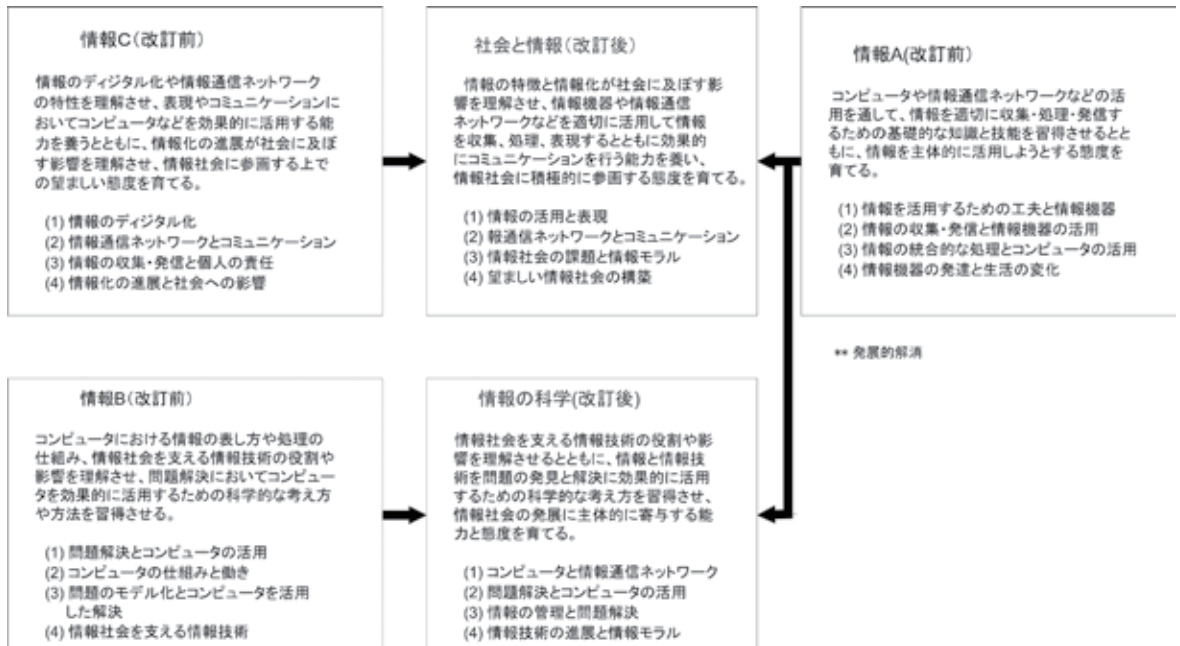 情報C(改訂前)
情報のディジタル化や情報通信ネットワーク
の特性を理解させ、表現やコミュニケーションに
おいてコンピュータなどを効果的に活用する能
力を養うとともに、情報化の進展が社会に及ぼ
す影響を理解させ、情報社会に参画する上で
の望ましい態度を育てる。
(1) 情報のディジタル化
(2) 情報通信ネットワークとコミュニケーション
(3) 情報の収集・発信と個人の責任
(4) 情報化の進展と社会への影響
社会と情報(改訂後)
情報の特徴と情報化が社会に及ぼす影
響を理解させ、情報機器や情報通信
ネットワークなどを適切に活用して情報
を収集、処理、表現するとともに効果的
にコミュニケーションを行う能力を養い、
情報社会に積極的に参画する態度を育てる。
(1) 情報の活用と表現
(2) 報通信ネットワークとコミュニケーション
(3) 情報社会の課題と情報モラル
(4) 望ましい情報社会の構築
情報A(改訂前)
コンピュータや情報通信ネットワークなどの活
用を通して、情報を適切に収集・処理・発信す
るための基礎的な知識と技能を習得させるとと
もに、情報を主体的に活用しようとする態度を
育てる。
(1) 情報を活用するための工夫と情報機器
(2) 情報の収集・発信と情報機器の活用
(3) 情報の統合的な処理とコンピュータの活用
(4) 情報機器の発達と生活の変化
** 発展的解消
情報B(改訂前)
コンピュータにおける情報の表し方や処理の
仕組み、情報社会を支える情報技術の役割や
影響を理解させ、問題解決においてコンピュー
タを効果的に活用するための科学的な考え方
や方法を習得させる。
(1) 問題解決とコンピュータの活用
(2) コンピュータの仕組みと働き
(3) 問題のモデル化とコンピュータを活用
した解決
(4) 情報社会を支える情報技術
情報の科学(改訂後)
情報社会を支える情報技術の役割や影
響を理解させるとともに、情報と情報技
術を問題の発見と解決に効果的に活用
するための科学的な考え方を習得させ、
情報社会の発展に主体的に寄与する能
力と態度を育てる。
(1) コンピュータと情報通信ネットワーク
(2) 問題解決とコンピュータの活用
(3) 情報の管理と問題解決
(4) 情報技術の進展と情報モラル